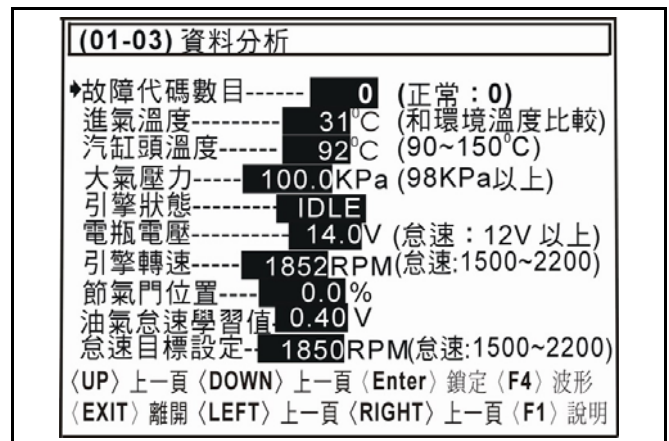 (01-03) 資料分析
➧故障代碼數目------ 0 (正常：0)
進氣溫度--------- 31°C (和環境溫度比較)
汽缸頭溫度------ 92°C (90~150°C)
大氣壓力----- 100.0KPa (98KPa以上)
引擎狀態--------- IDLE
電瓶電壓---------- 14.0V (怠速：12V 以上)
引擎轉速----- 1852RPM(怠速:1500~2200)
節氣門位置---- 0.0 %
油氣怠速學習值- 0.40 V
怠速目標設定-- 1850RPM(怠速:1500~2200)
〈UP〉上一頁〈DOWN〉上一頁〈Enter〉鎖定〈F4〉波形
〈EXIT〉離開〈LEFT〉上一頁〈RIGHT〉上一頁〈F1〉說明